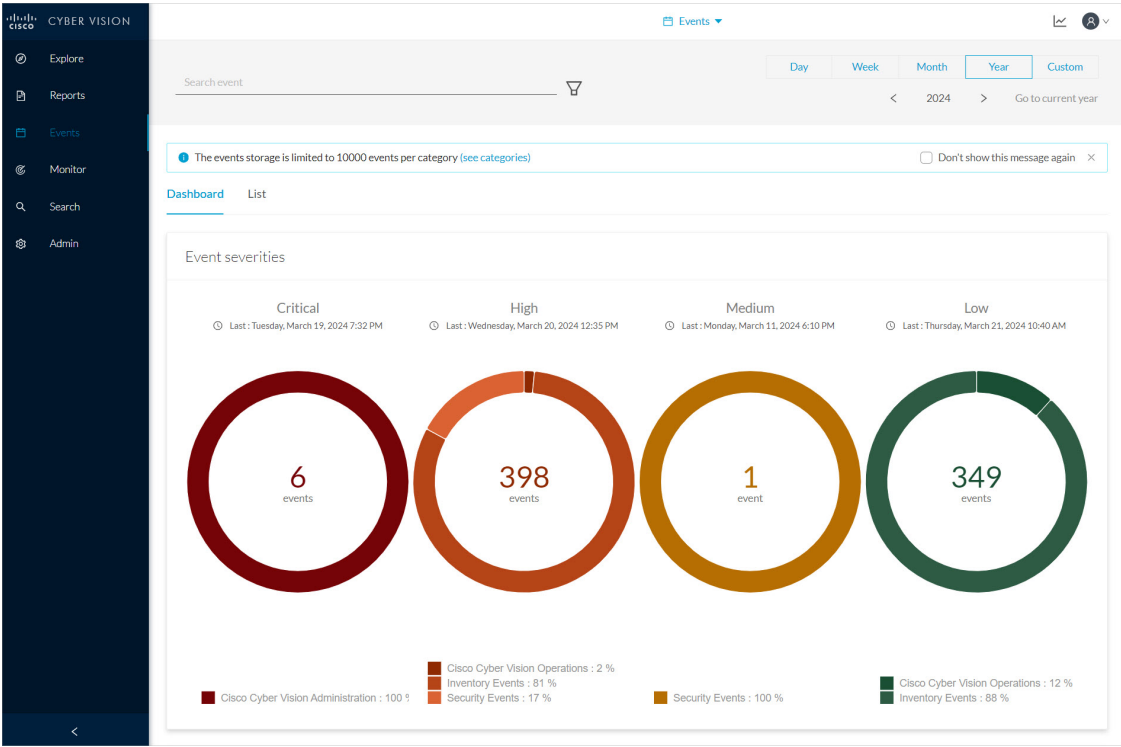 CISCO CYBER VISION
Events
Explore
Reports
Events
Monitor
Search
Admin
Search event
Day Week Month Year Custom
2024 Go to current year
The events storage is limited to 10000 events per category (see categories) Don't show this message again
Dashboard List
Event severities
Critical
Last : Tuesday, March 19, 2024 7:32 PM
6
events
Cisco Cyber Vision Administration : 100 %
High
Last : Wednesday, March 20, 2024 12:35 PM
398
events
Cisco Cyber Vision Operations : 2 %
Inventory Events : 81 %
Security Events : 17 %
Medium
Last : Monday, March 11, 2024 6:10 PM
1
event
Security Events : 100 %
Low
Last : Thursday, March 21, 2024 10:40 AM
349
events
Cisco Cyber Vision Operations : 12 %
Inventory Events : 88 %